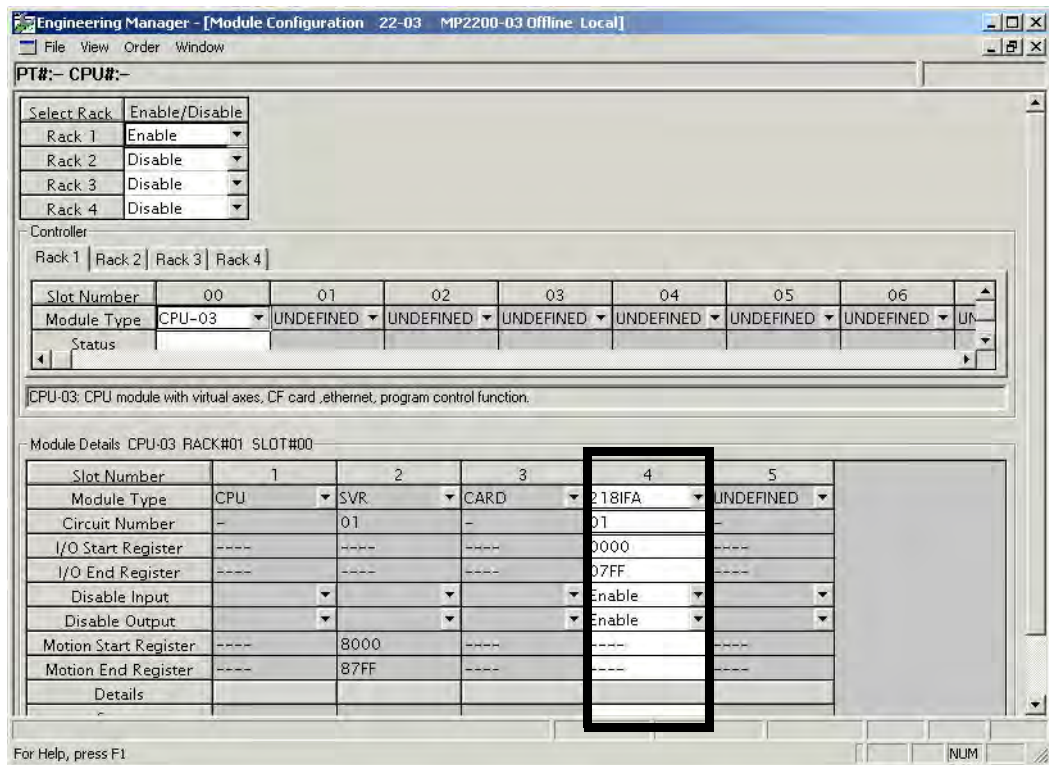 Engineering Manager - [Module Configuration 22-03 MP2200-03 Offline Local]
File View Order Window
PT#:– CPU#:–
Select Rack Enable/Disable
Rack 1 Enable
Rack 2 Disable
Rack 3 Disable
Rack 4 Disable
Controller
Rack 1 Rack 2 Rack 3 Rack 4
Slot Number 00 01 02 03 04 05 06
Module Type CPU-03 UNDEFINED UNDEFINED UNDEFINED UNDEFINED UNDEFINED UNDEFINED UN
Status
CPU-03: CPU module with virtual axes, CF card ,ethernet, program control function.
Module Details CPU-03 RACK#01 SLOT#00
Slot Number 1 2 3 4 5
Module Type CPU SVR CARD 218IFA UNDEFINED
Circuit Number – 01 – 01 –
I/O Start Register ---- ---- ---- 0000 ----
I/O End Register ---- ---- ---- 07FF ----
Disable Input Enable
Disable Output Enable
Motion Start Register ---- 8000 ---- ---- ----
Motion End Register ---- 87FF ---- ---- ----
Details
For Help, press F1
NUM